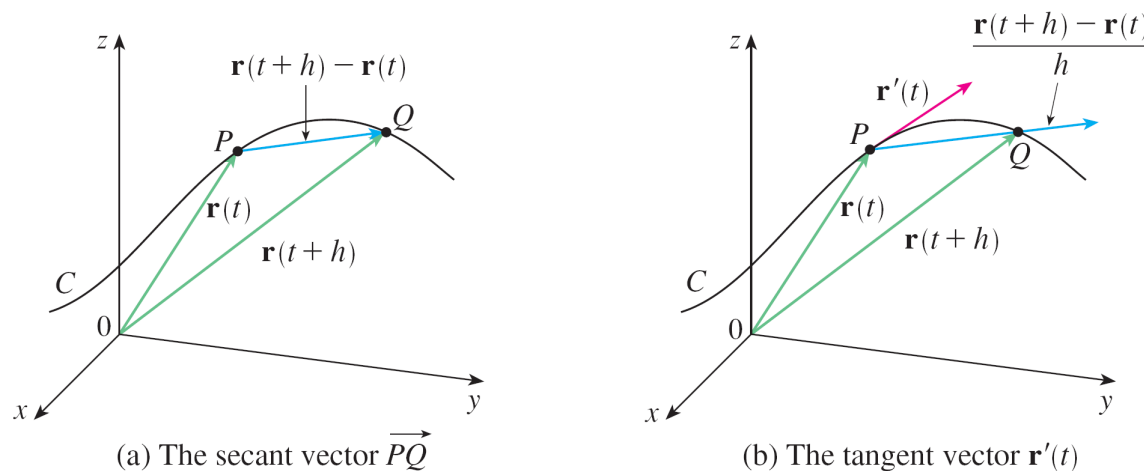 z
r(t + h) − r(t)
P
Q
r(t)
r(t + h)
C
0
x
y
(a) The secant vector PQ→
z
r(t + h) − r(t)
h
r′(t)
P
Q
r(t)
r(t + h)
C
0
x
y
(b) The tangent vector r′(t)